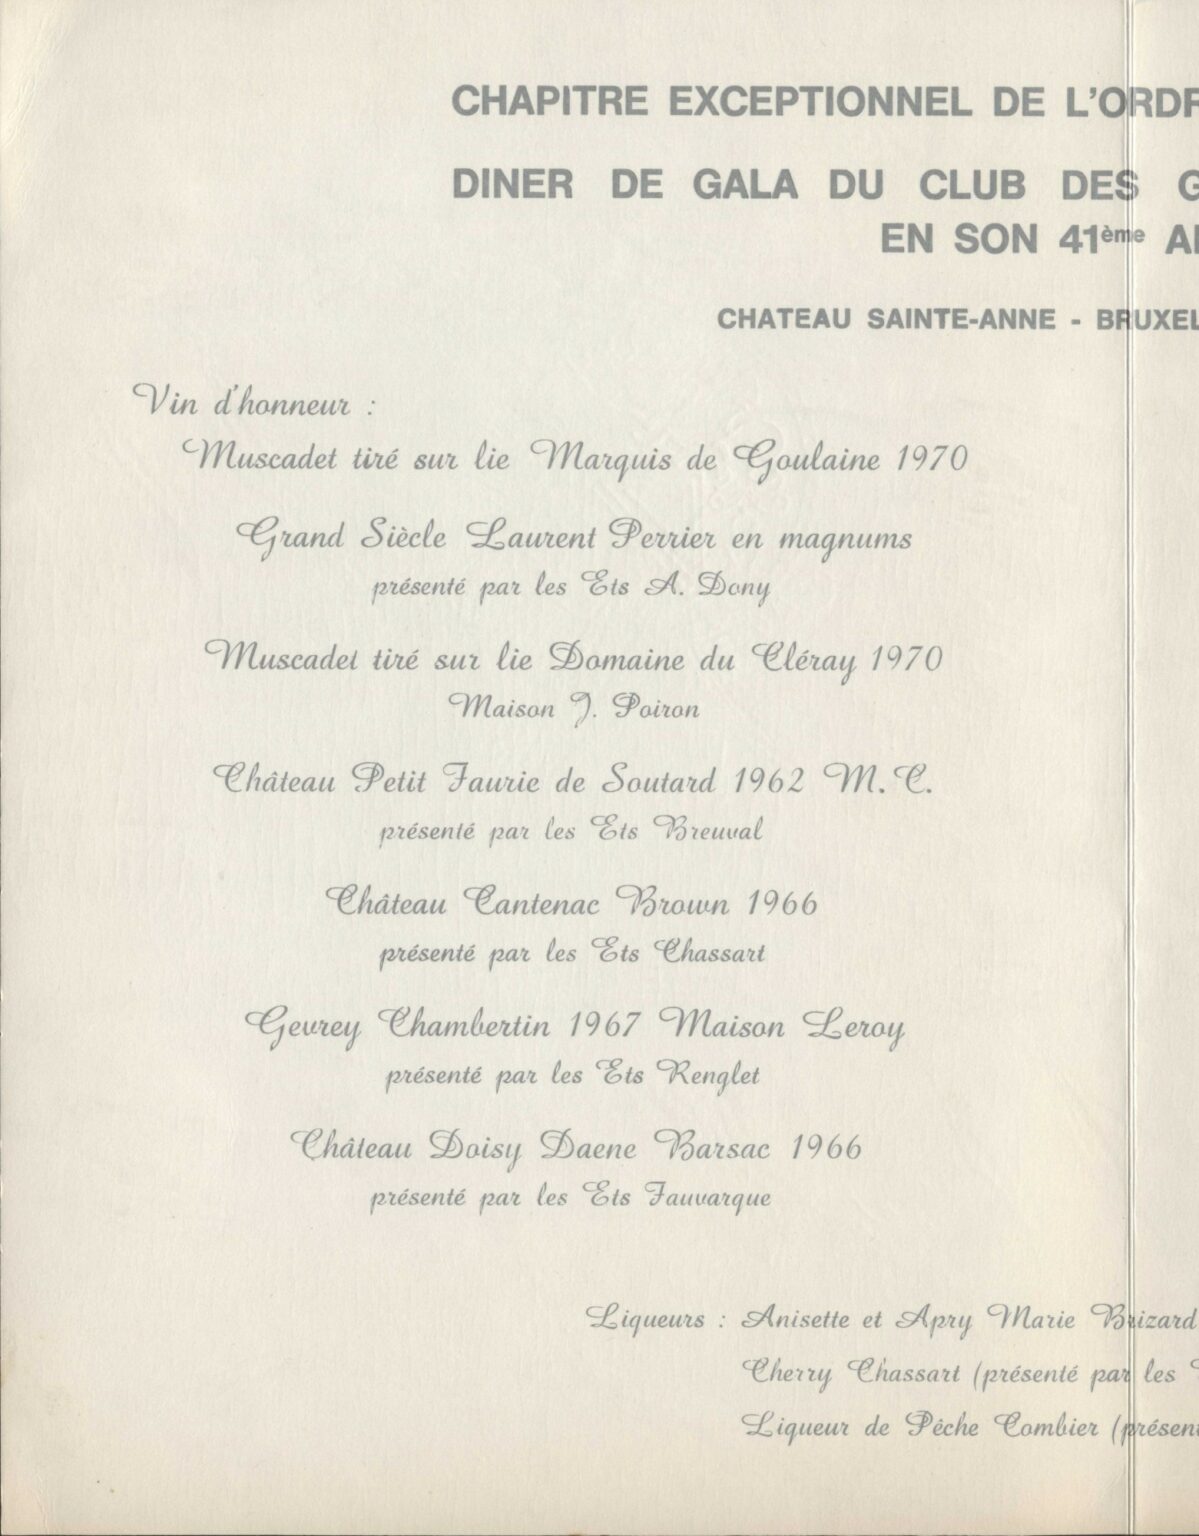 CHAPITRE EXCEPTIONNEL DE L'ORDR
DINER DE GALA DU CLUB DES G
EN SON 41ème
CHATEAU SAINTE-ANNE - BRUXEL
Vin d'honneur :
Muscadet tiré sur lie Marquis de Goulaine 1970
Grand Siècle Laurent Perrier en magnums
présenté par les Ets A. Dony
Muscadet tiré sur lie Domaine du Cléray 1970
Maison J. Poiron
Château Petit Faurie de Soutard 1962 M. C.
présenté par les Ets Breuval
Château Cantenac Brown 1966
présenté par les Ets Chassart
Gevrey Chambertin 1967 Maison Leroy
présenté par les Ets Renglet
Château Doisy Daene Barsac 1966
présenté par les Ets Fauvarque
Liqueurs : Anisette et Apry Marie Brizard
Cherry Chassart (présenté par les
Liqueur de Pêche Combier (présent